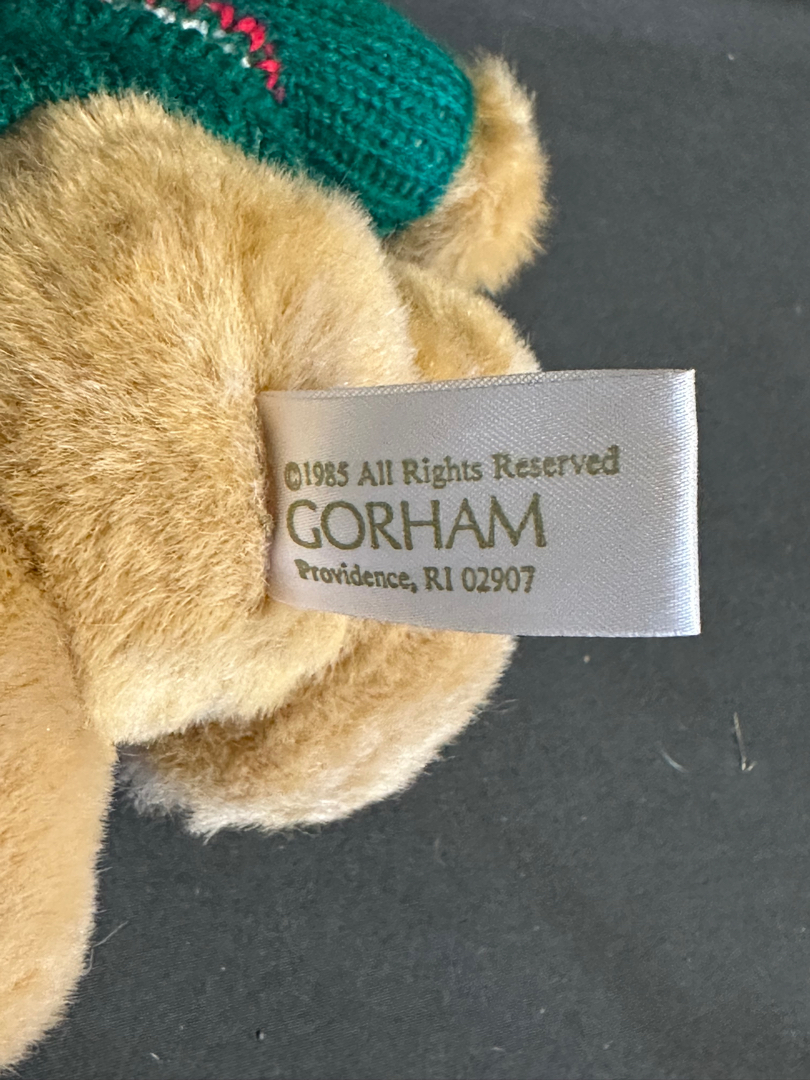 ©1985 All Rights Reserved
GORHAM
Providence, RI 02907